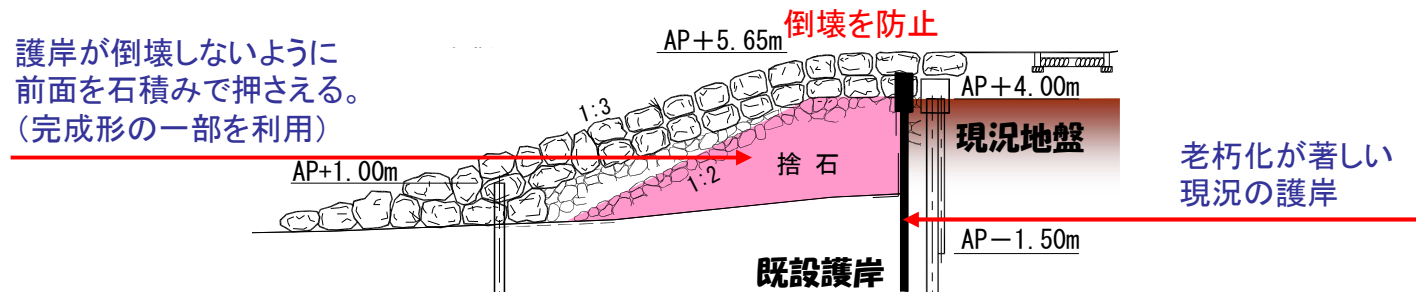 倒壊を防止
護岸が倒壊しないように
前面を石積みで押さえる。
（完成形の一部を利用）
AP＋5.65m
AP＋4.00m
1:3
現況地盤
老朽化が著しい
現況の護岸
AP+1.00m
1:2
捨石
AP－1.50m
既設護岸